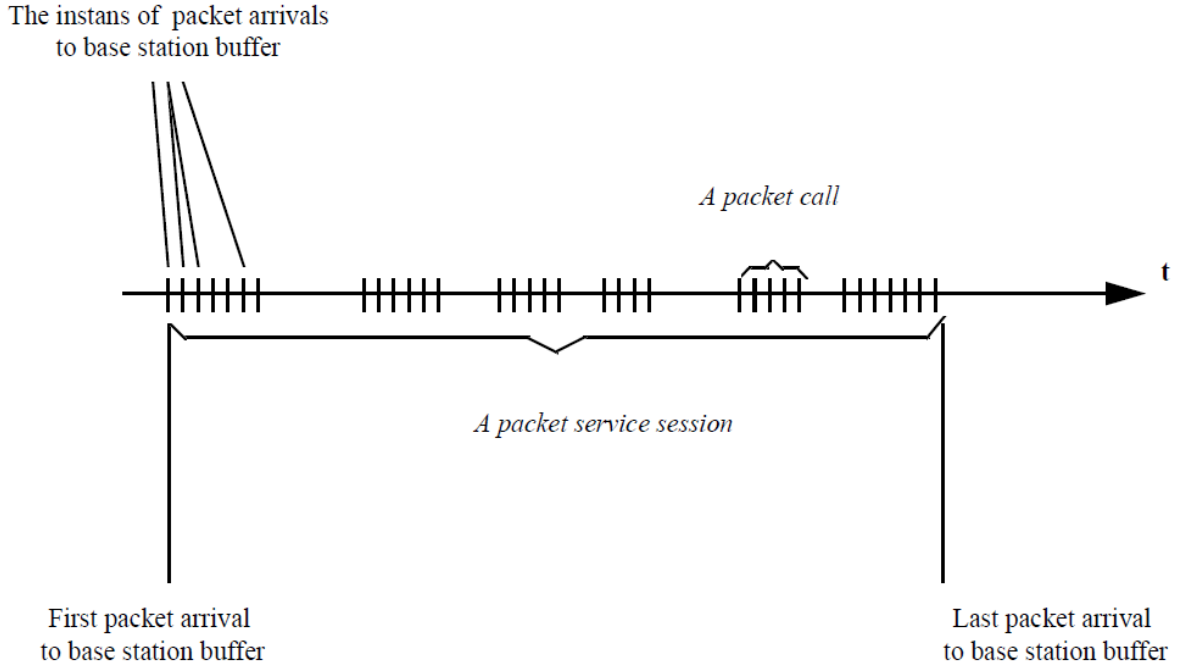 The instans of packet arrivals
to base station buffer
A packet call
t
A packet service session
First packet arrival
to base station buffer
Last packet arrival
to base station buffer